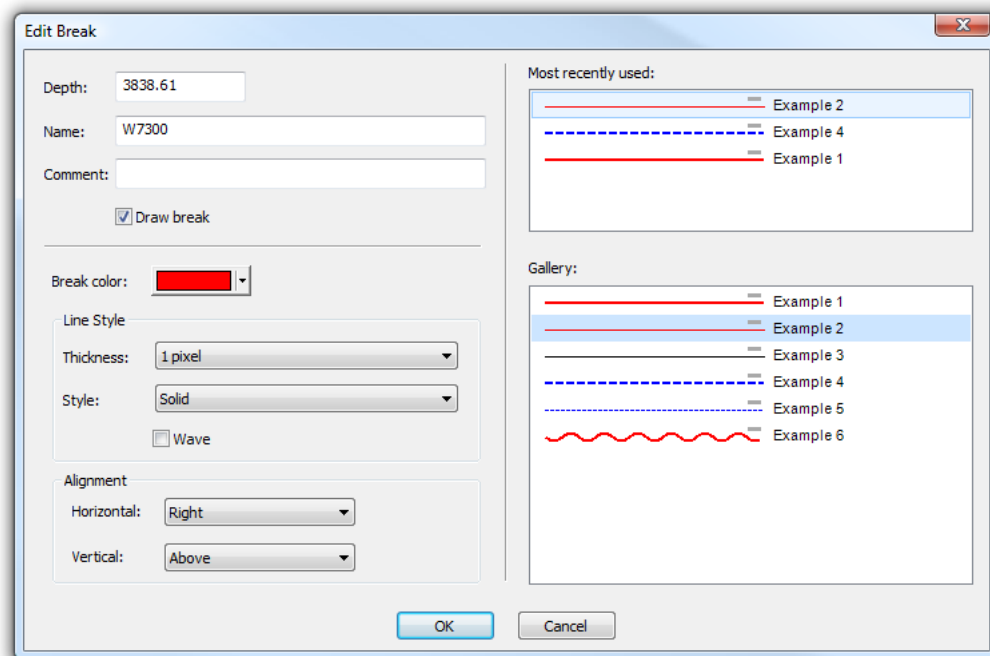 Edit Break
Depth: 3838.61
Name: W7300
Comment:
Draw break
Break color:
Line Style
Thickness: 1 pixel
Style: Solid
Wave
Alignment
Horizontal: Right
Vertical: Above
Most recently used:
Example 2
Example 4
Example 1
Gallery:
Example 1
Example 2
Example 3
Example 4
Example 5
Example 6
OK
Cancel